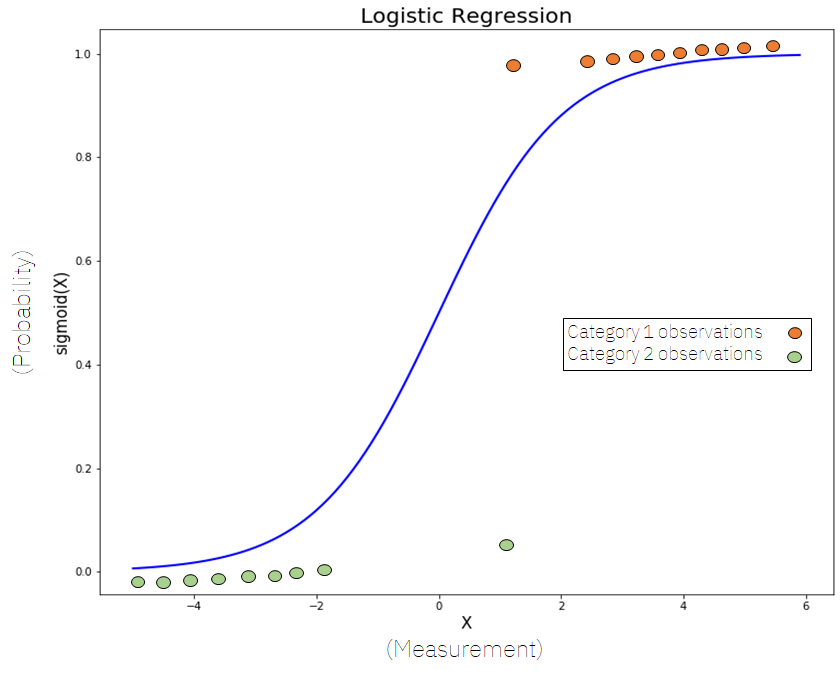 Logistic Regression
1.0
0.8
0.6
0.4
0.2
0.0
(Probability)
sigmoid(X)
Category 1 observations
Category 2 observations
−4
−2
0
2
4
6
X
(Measurement)